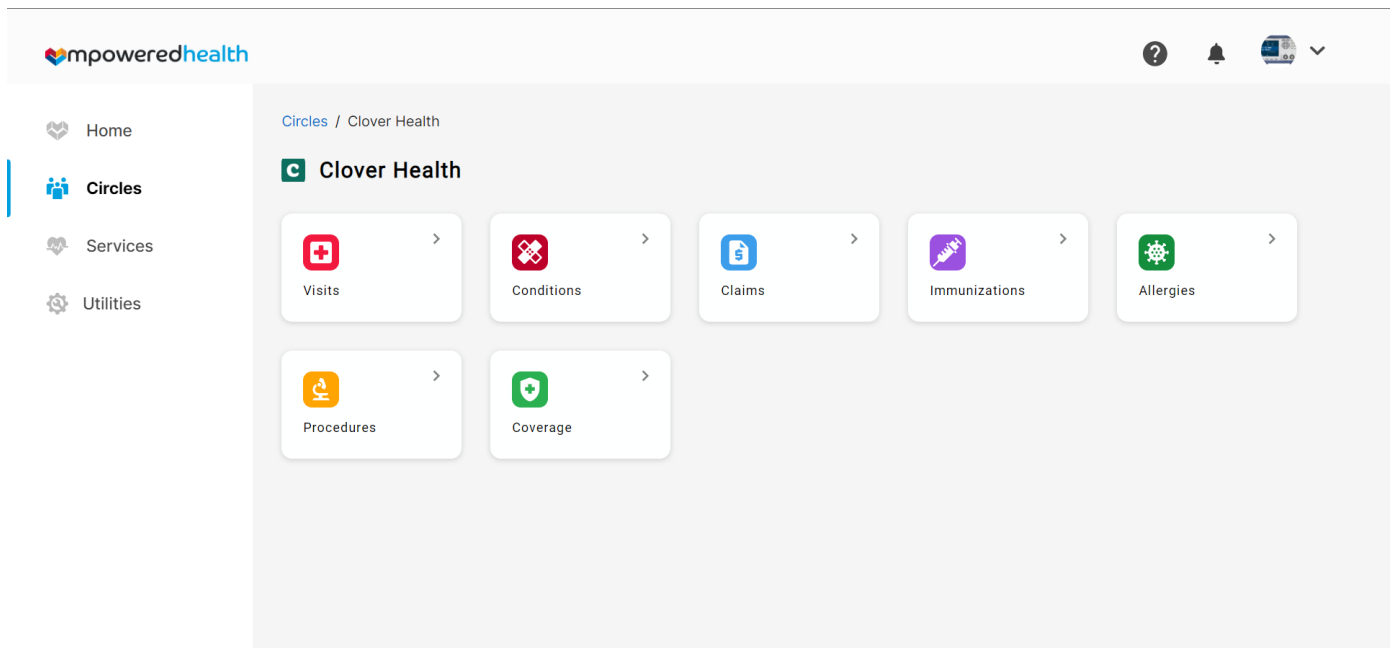 mpoweredhealth
Home
Circles
Services
Utilities
Circles / Clover Health
C Clover Health
Visits
Conditions
Claims
Immunizations
Allergies
Procedures
Coverage